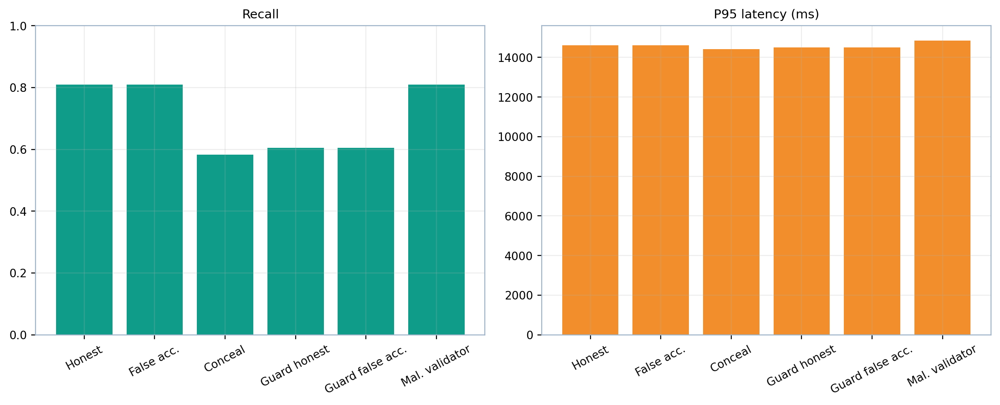 Recall
1.0
0.8
0.6
0.4
0.2
0.0
Honest
False acc.
Conceal
Guard honest
Guard false acc.
Mal. validator
P95 latency (ms)
14000
12000
10000
8000
6000
4000
2000
0
Honest
False acc.
Conceal
Guard honest
Guard false acc.
Mal. validator